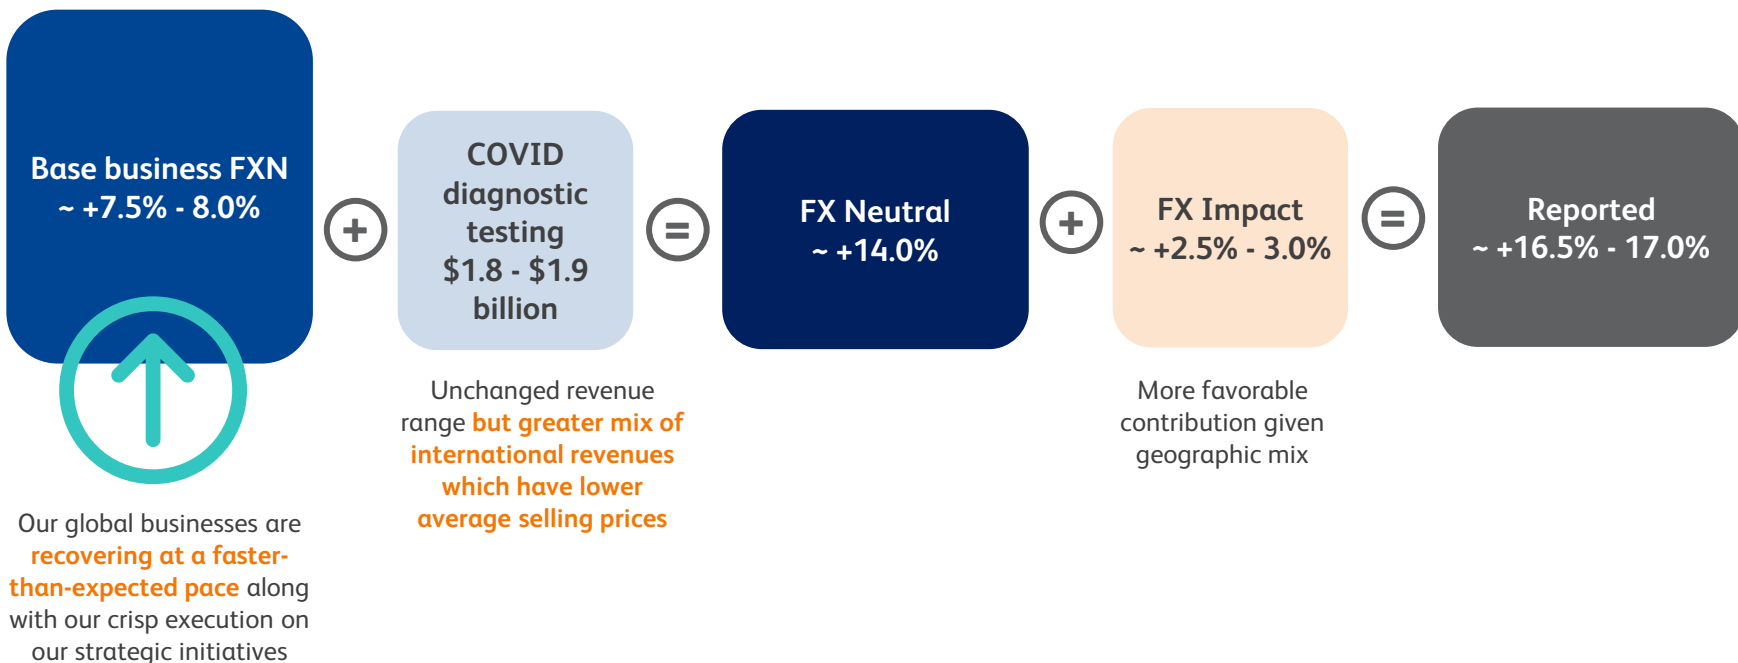 Base business FXN
~ +7.5% - 8.0%
+
COVID
diagnostic
testing
$1.8 - $1.9
billion
=
FX Neutral
~ +14.0%
+
FX Impact
~ +2.5% - 3.0%
=
Reported
~ +16.5% - 17.0%
Our global businesses are
recovering at a faster-
than-expected pace along
with our crisp execution on
our strategic initiatives
Unchanged revenue
range but greater mix of
international revenues
which have lower
average selling prices
More favorable
contribution given
geographic mix